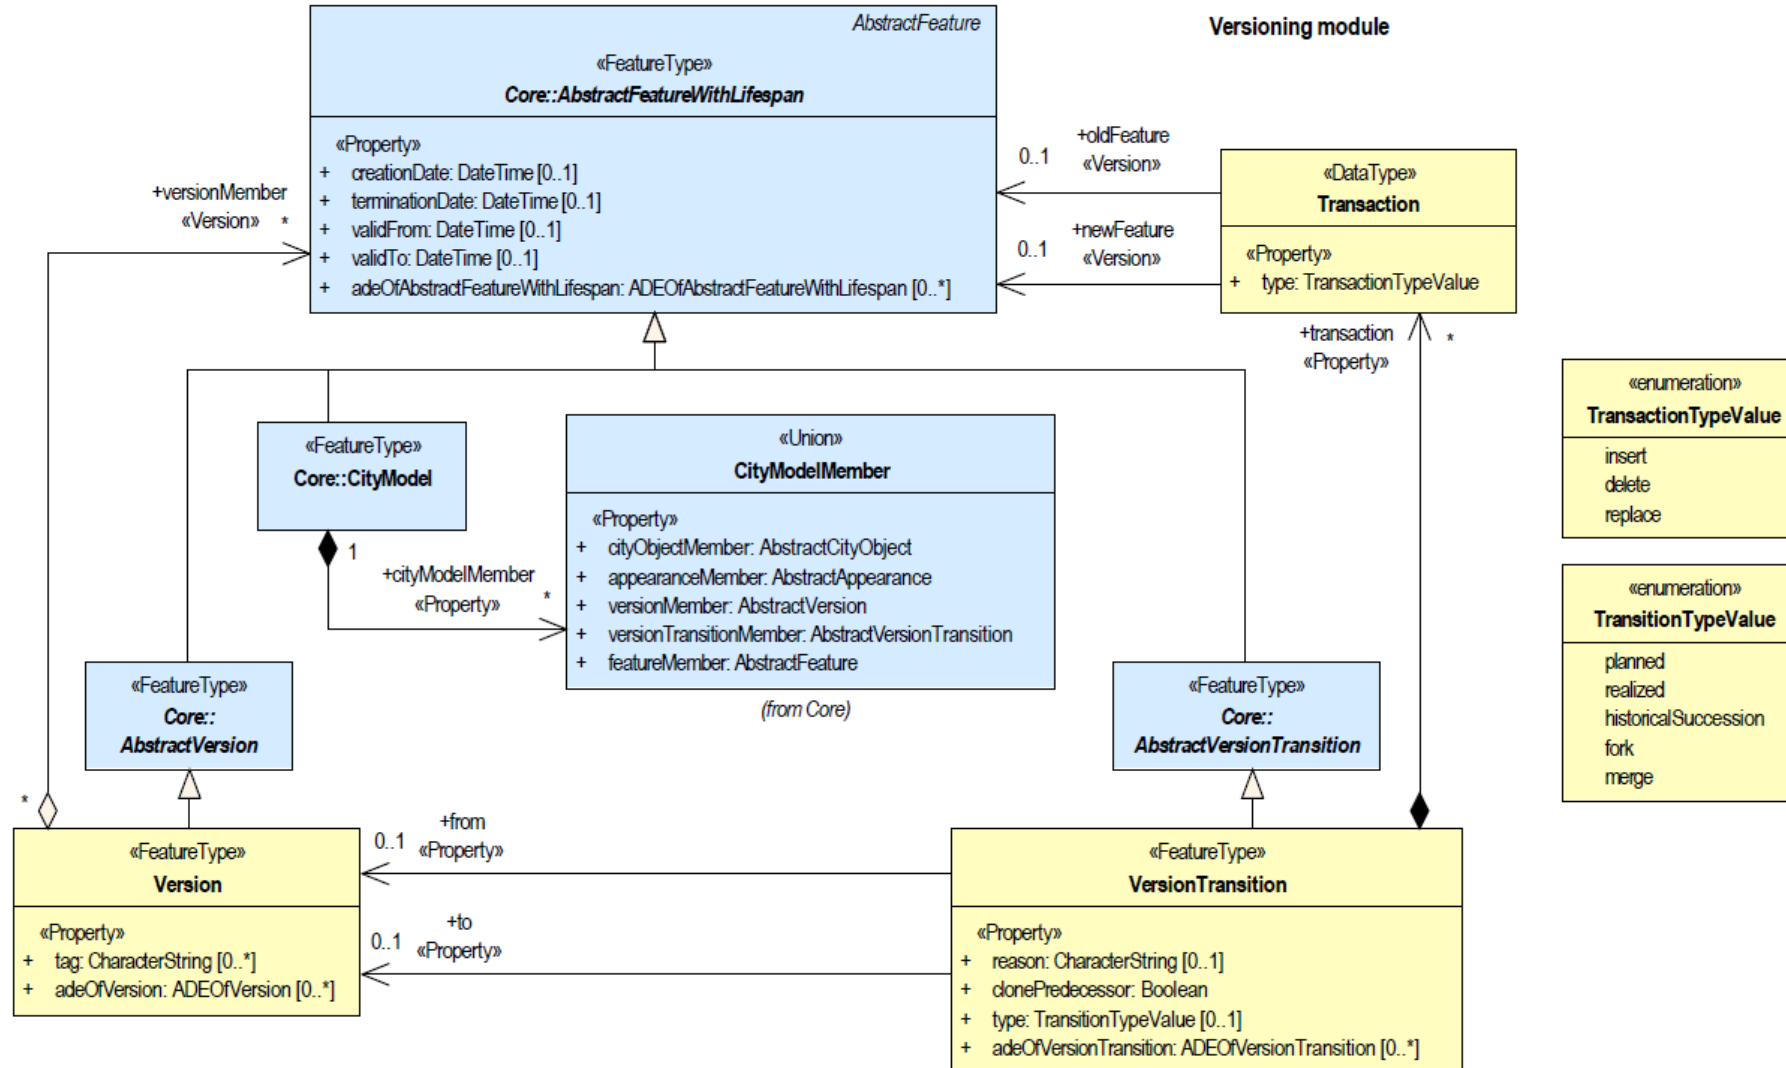 Versioning module
AbstractFeature
«FeatureType»
Core::AbstractFeatureWithLifespan
«Property»
+ creationDate: DateTime [0..1]
+ terminationDate: DateTime [0..1]
+ validFrom: DateTime [0..1]
+ validTo: DateTime [0..1]
+ adeOfAbstractFeatureWithLifespan: ADEOfAbstractFeatureWithLifespan [0..*]
+versionMember
«Version» *
+oldFeature
0..1 «Version»
+newFeature
0..1 «Version»
«DataType»
Transaction
«Property»
+ type: TransactionTypeValue
+transaction
«Property» *
«enumeration»
TransactionTypeValue
insert
delete
replace
«FeatureType»
Core::CityModel
1
+cityModelMember
«Property» *
«Union»
CityModelMember
«Property»
+ cityObjectMember: AbstractCityObject
+ appearanceMember: AbstractAppearance
+ versionMember: AbstractVersion
+ versionTransitionMember: AbstractVersionTransition
+ featureMember: AbstractFeature
(from Core)
«enumeration»
TransitionTypeValue
planned
realized
historicalSuccession
fork
merge
«FeatureType»
Core::
AbstractVersion
«FeatureType»
Core::
AbstractVersionTransition
*
«FeatureType»
Version
«Property»
+ tag: CharacterString [0..*]
+ adeOfVersion: ADEOfVersion [0..*]
+from
0..1 «Property»
+to
0..1 «Property»
«FeatureType»
VersionTransition
«Property»
+ reason: CharacterString [0..1]
+ clonePredecessor: Boolean
+ type: TransitionTypeValue [0..1]
+ adeOfVersionTransition: ADEOfVersionTransition [0..*]